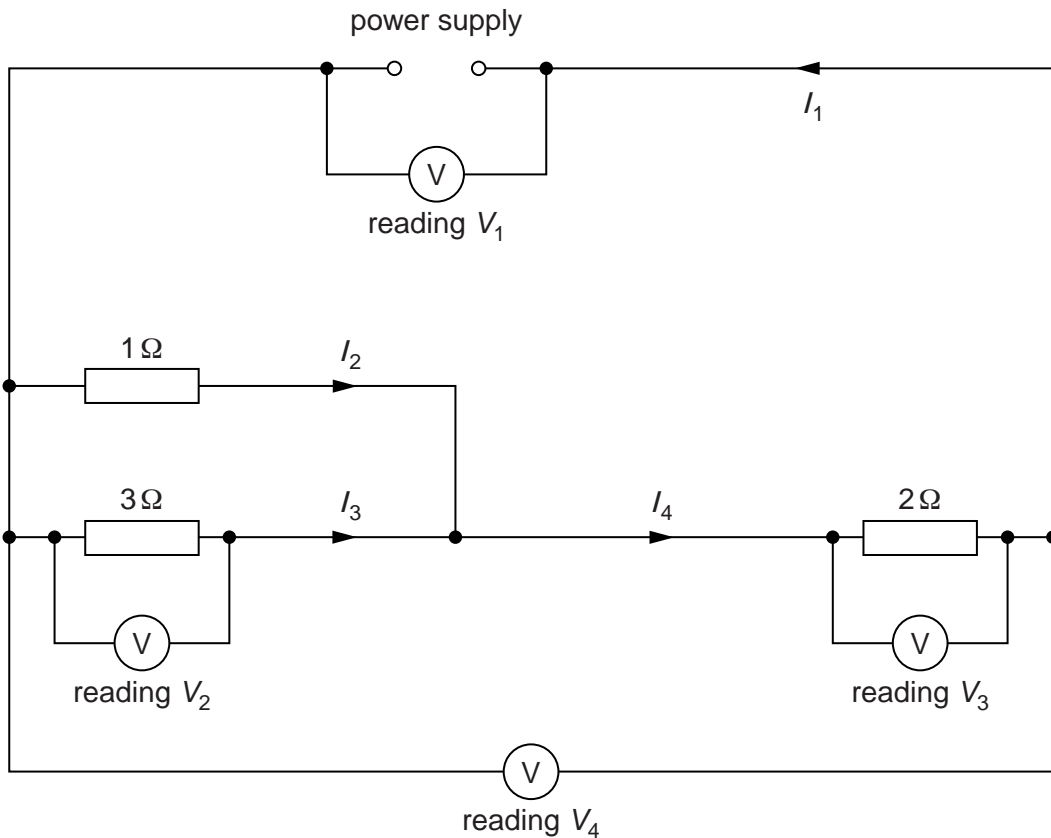 power supply
I1
V
reading V1
1 Ω
I2
3 Ω
I3
I4
2 Ω
V
reading V2
V
reading V3
V
reading V4